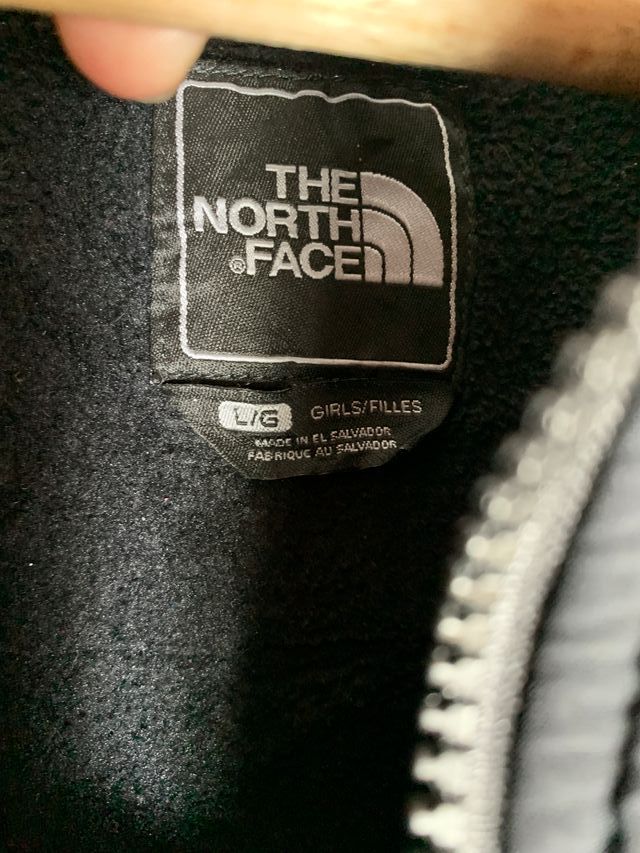 THE
NORTH
®FACE
L/G GIRLS/FILLES
MADE IN EL SALVADOR
FABRIQUE AU SALVADOR